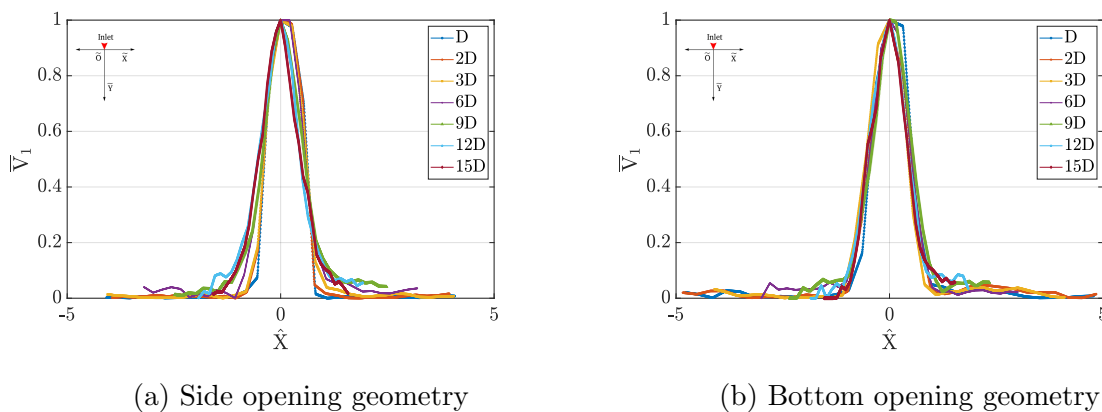 1
0.8
0.6
0.4
0.2
0
-5
0
5
V̅₁
X̂
Inlet
Õ
x̃
Y̅
D
2D
3D
6D
9D
12D
15D
(a) Side opening geometry
1
0.8
0.6
0.4
0.2
0
-5
0
5
V̅₁
X̂
Inlet
Õ
x̃
Y̅
D
2D
3D
6D
9D
12D
15D
(b) Bottom opening geometry